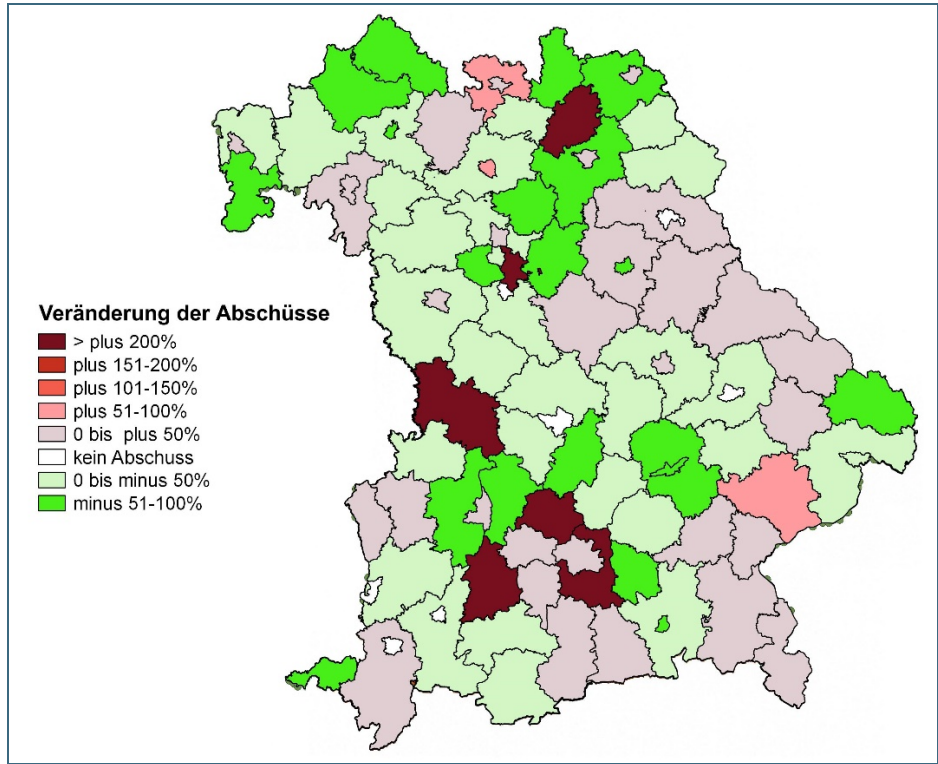 Veränderung der Abschüsse
> plus 200%
plus 151-200%
plus 101-150%
plus 51-100%
0 bis plus 50%
kein Abschuss
0 bis minus 50%
minus 51-100%